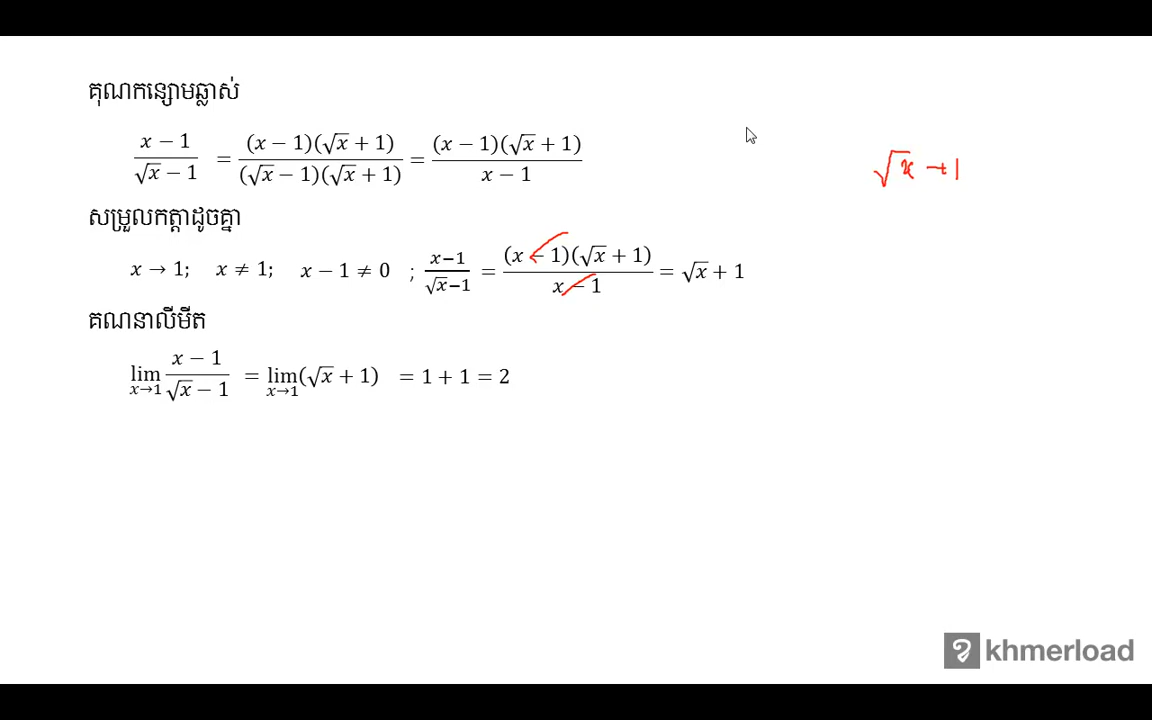 គុណកន្សោមឆ្លាស់
x − 1 / √x − 1 = (x − 1)(√x + 1) / (√x − 1)(√x + 1) = (x − 1)(√x + 1) / x − 1
√x + 1
សម្រួលកត្តាដូចគ្នា
x → 1; x ≠ 1; x − 1 ≠ 0 ; x−1 / √x−1 = (x − 1)(√x + 1) / x − 1 = √x + 1
គណនាលីមីត
lim x→1 x − 1 / √x − 1 = lim x→1 (√x + 1) = 1 + 1 = 2
khmerload